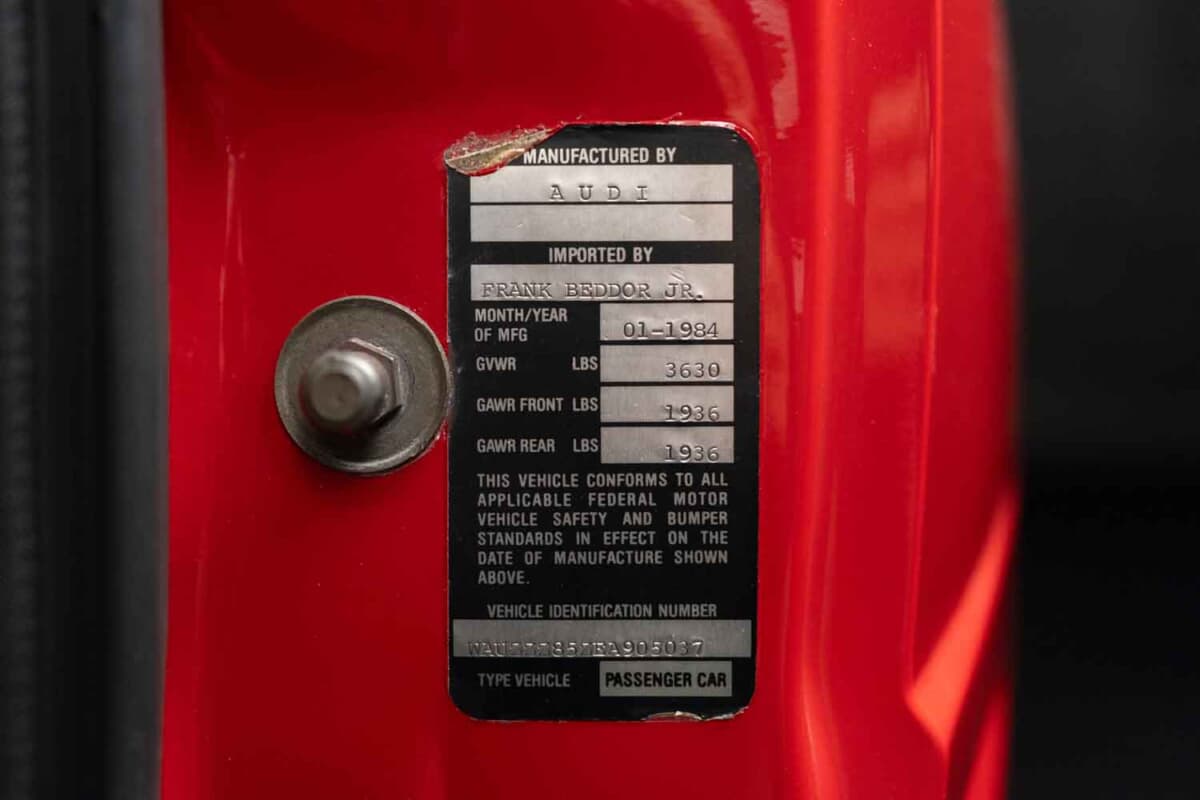 MANUFACTURED BY
AUDI
IMPORTED BY
FRANK BEDDOR JR.
MONTH/YEAR OF MFG 01-1984
GVWR LBS 3630
GAWR FRONT LBS 1936
GAWR REAR LBS 1936
THIS VEHICLE CONFORMS TO ALL
APPLICABLE FEDERAL MOTOR
VEHICLE SAFETY AND BUMPER
STANDARDS IN EFFECT ON THE
DATE OF MANUFACTURE SHOWN
ABOVE.
VEHICLE IDENTIFICATION NUMBER
WAUZZZ85ZEA905037
TYPE VEHICLE PASSENGER CAR